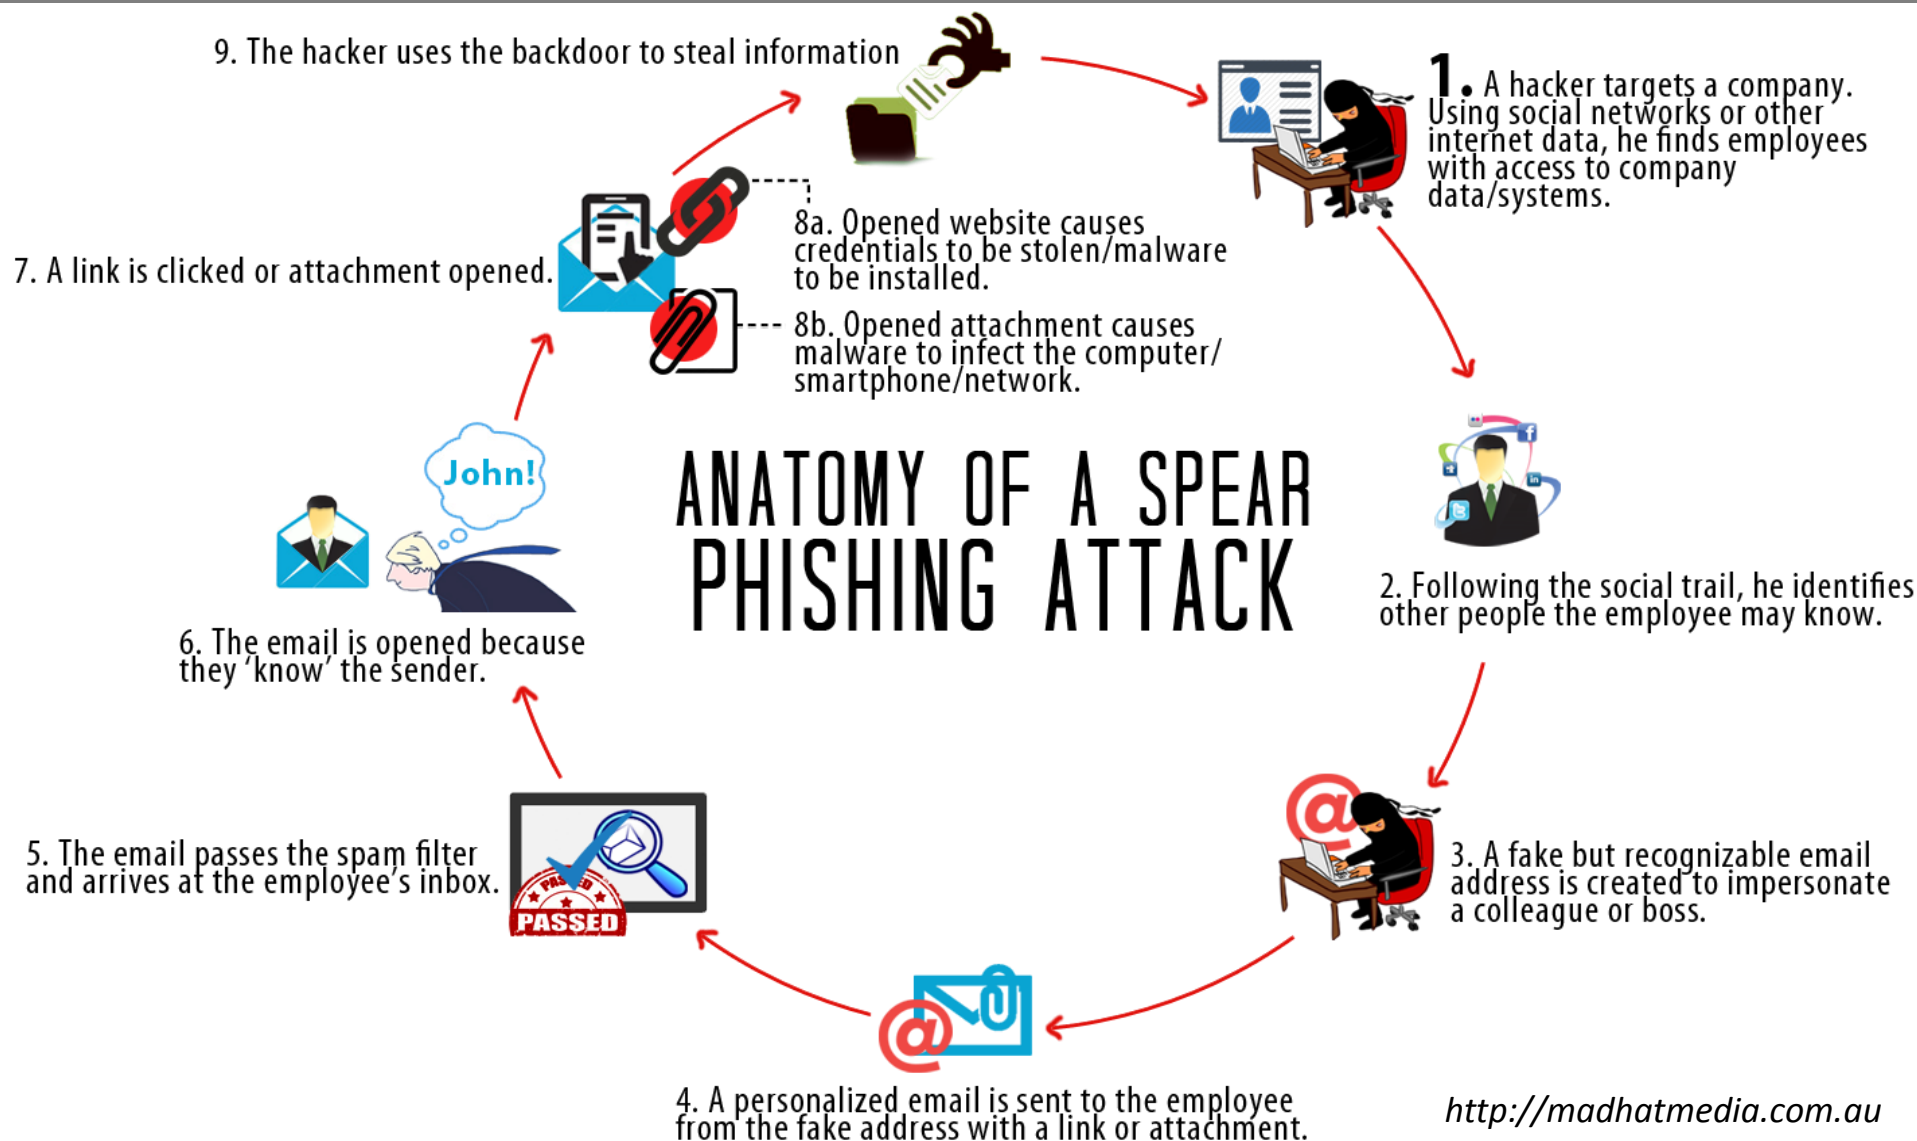 ANATOMY OF A SPEAR
PHISHING ATTACK
1. A hacker targets a company.
Using social networks or other
internet data, he finds employees
with access to company
data/systems.
2. Following the social trail, he identifies
other people the employee may know.
3. A fake but recognizable email
address is created to impersonate
a colleague or boss.
4. A personalized email is sent to the employee
from the fake address with a link or attachment.
5. The email passes the spam filter
and arrives at the employee's inbox.
PASSED
PASSED
6. The email is opened because
they ‘know’ the sender.
John!
7. A link is clicked or attachment opened.
8a. Opened website causes
credentials to be stolen/malware
to be installed.
8b. Opened attachment causes
malware to infect the computer/
smartphone/network.
9. The hacker uses the backdoor to steal information
http://madhatmedia.com.au